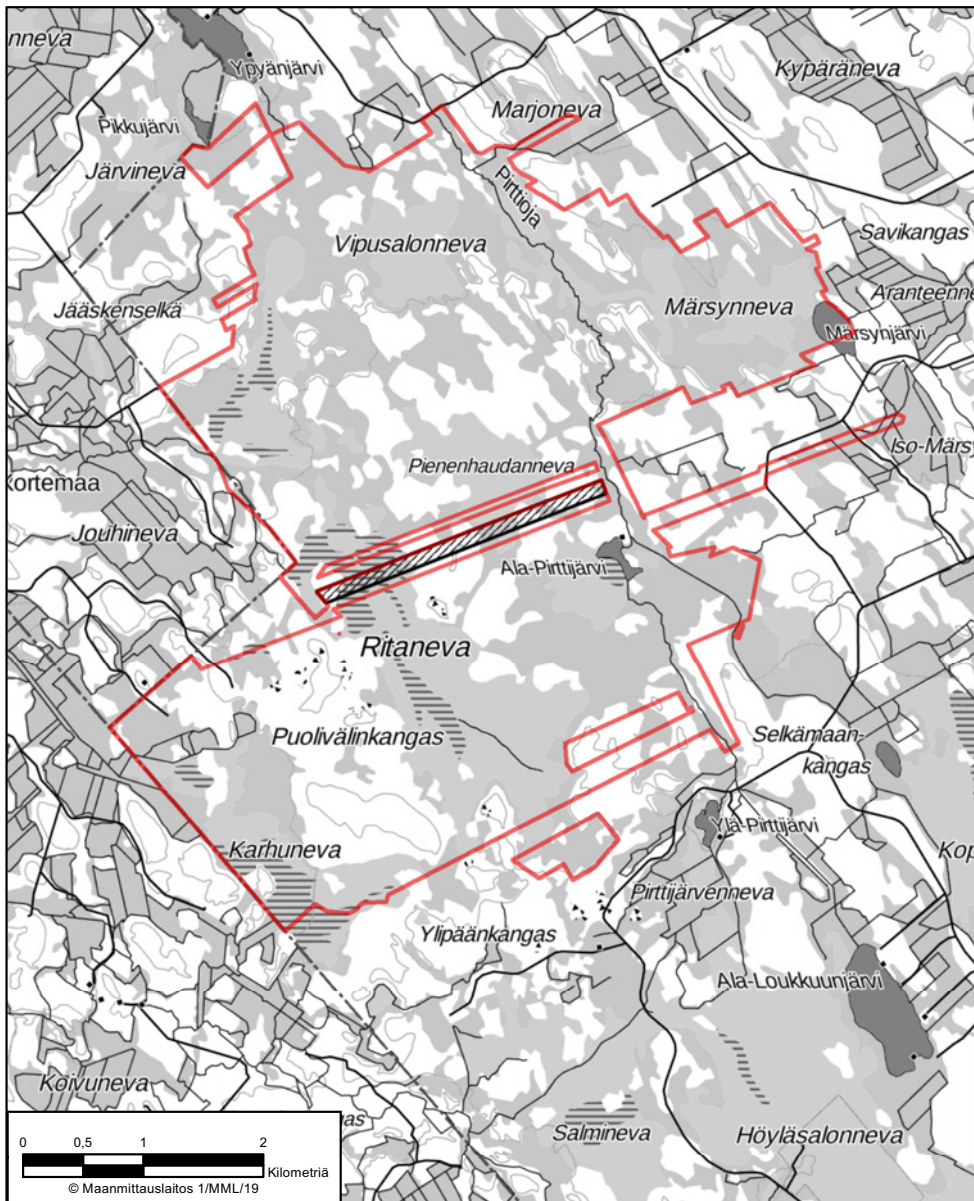 nneva
Ypyänjärvi
Kypäräneva
Marjoneva
Pikkujärvi
Järvineva
Pirttioja
Vipusalonneva
Savikangas
Aranteenne
Jääskenselkä
Märsynneva
Märsynjärvi
Iso-Märsy
Pienenhaudanneva
Kortemaa
Jouhineva
Ala-Pirttijärvi
Ritaneva
Puolivälinkangas
Selkämaan-
kangas
Ylä-Pirttijärvi
Karhuneva
Kop
Pirttijärvenneva
Ylipäänkangas
Ala-Loukkuunjärvi
Koivuneva
gas
Salmineva
Höyläsalonneva
0 0,5 1 2
Kilometriä
© Maanmittauslaitos 1/MML/19